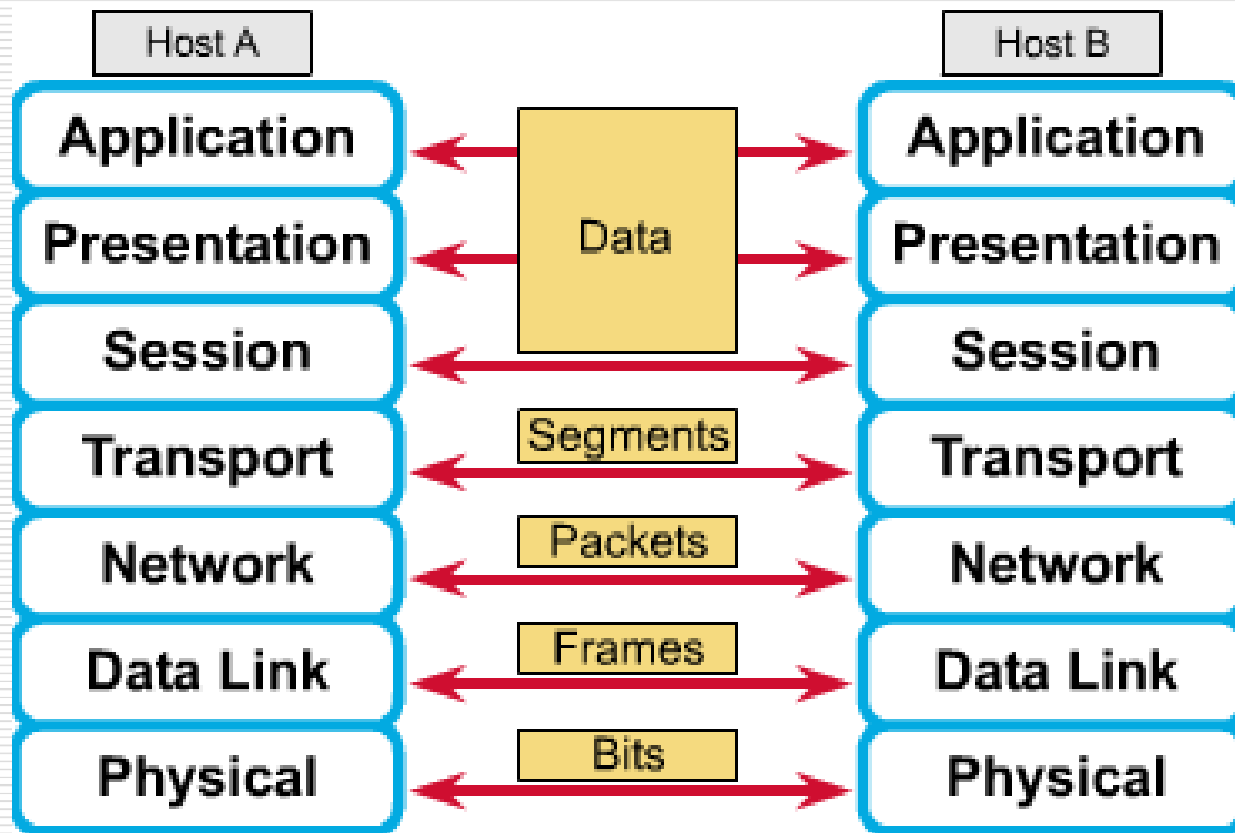 Host A
Host B
Application
Application
Presentation
Data
Presentation
Session
Session
Segments
Transport
Transport
Packets
Network
Network
Frames
Data Link
Data Link
Bits
Physical
Physical